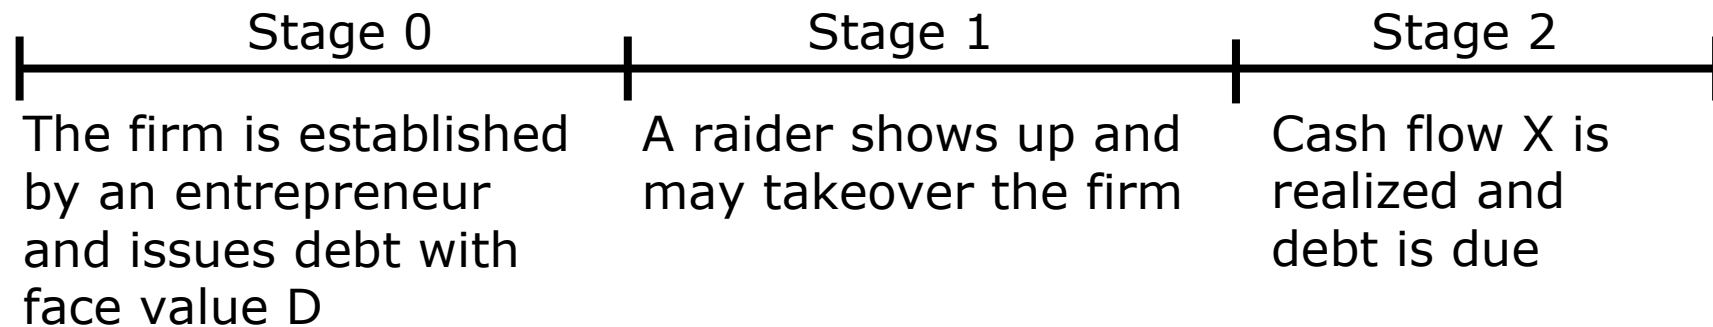 Stage 0
Stage 1
Stage 2
The firm is established
by an entrepreneur
and issues debt with
face value D
A raider shows up and
may takeover the firm
Cash flow X is
realized and
debt is due